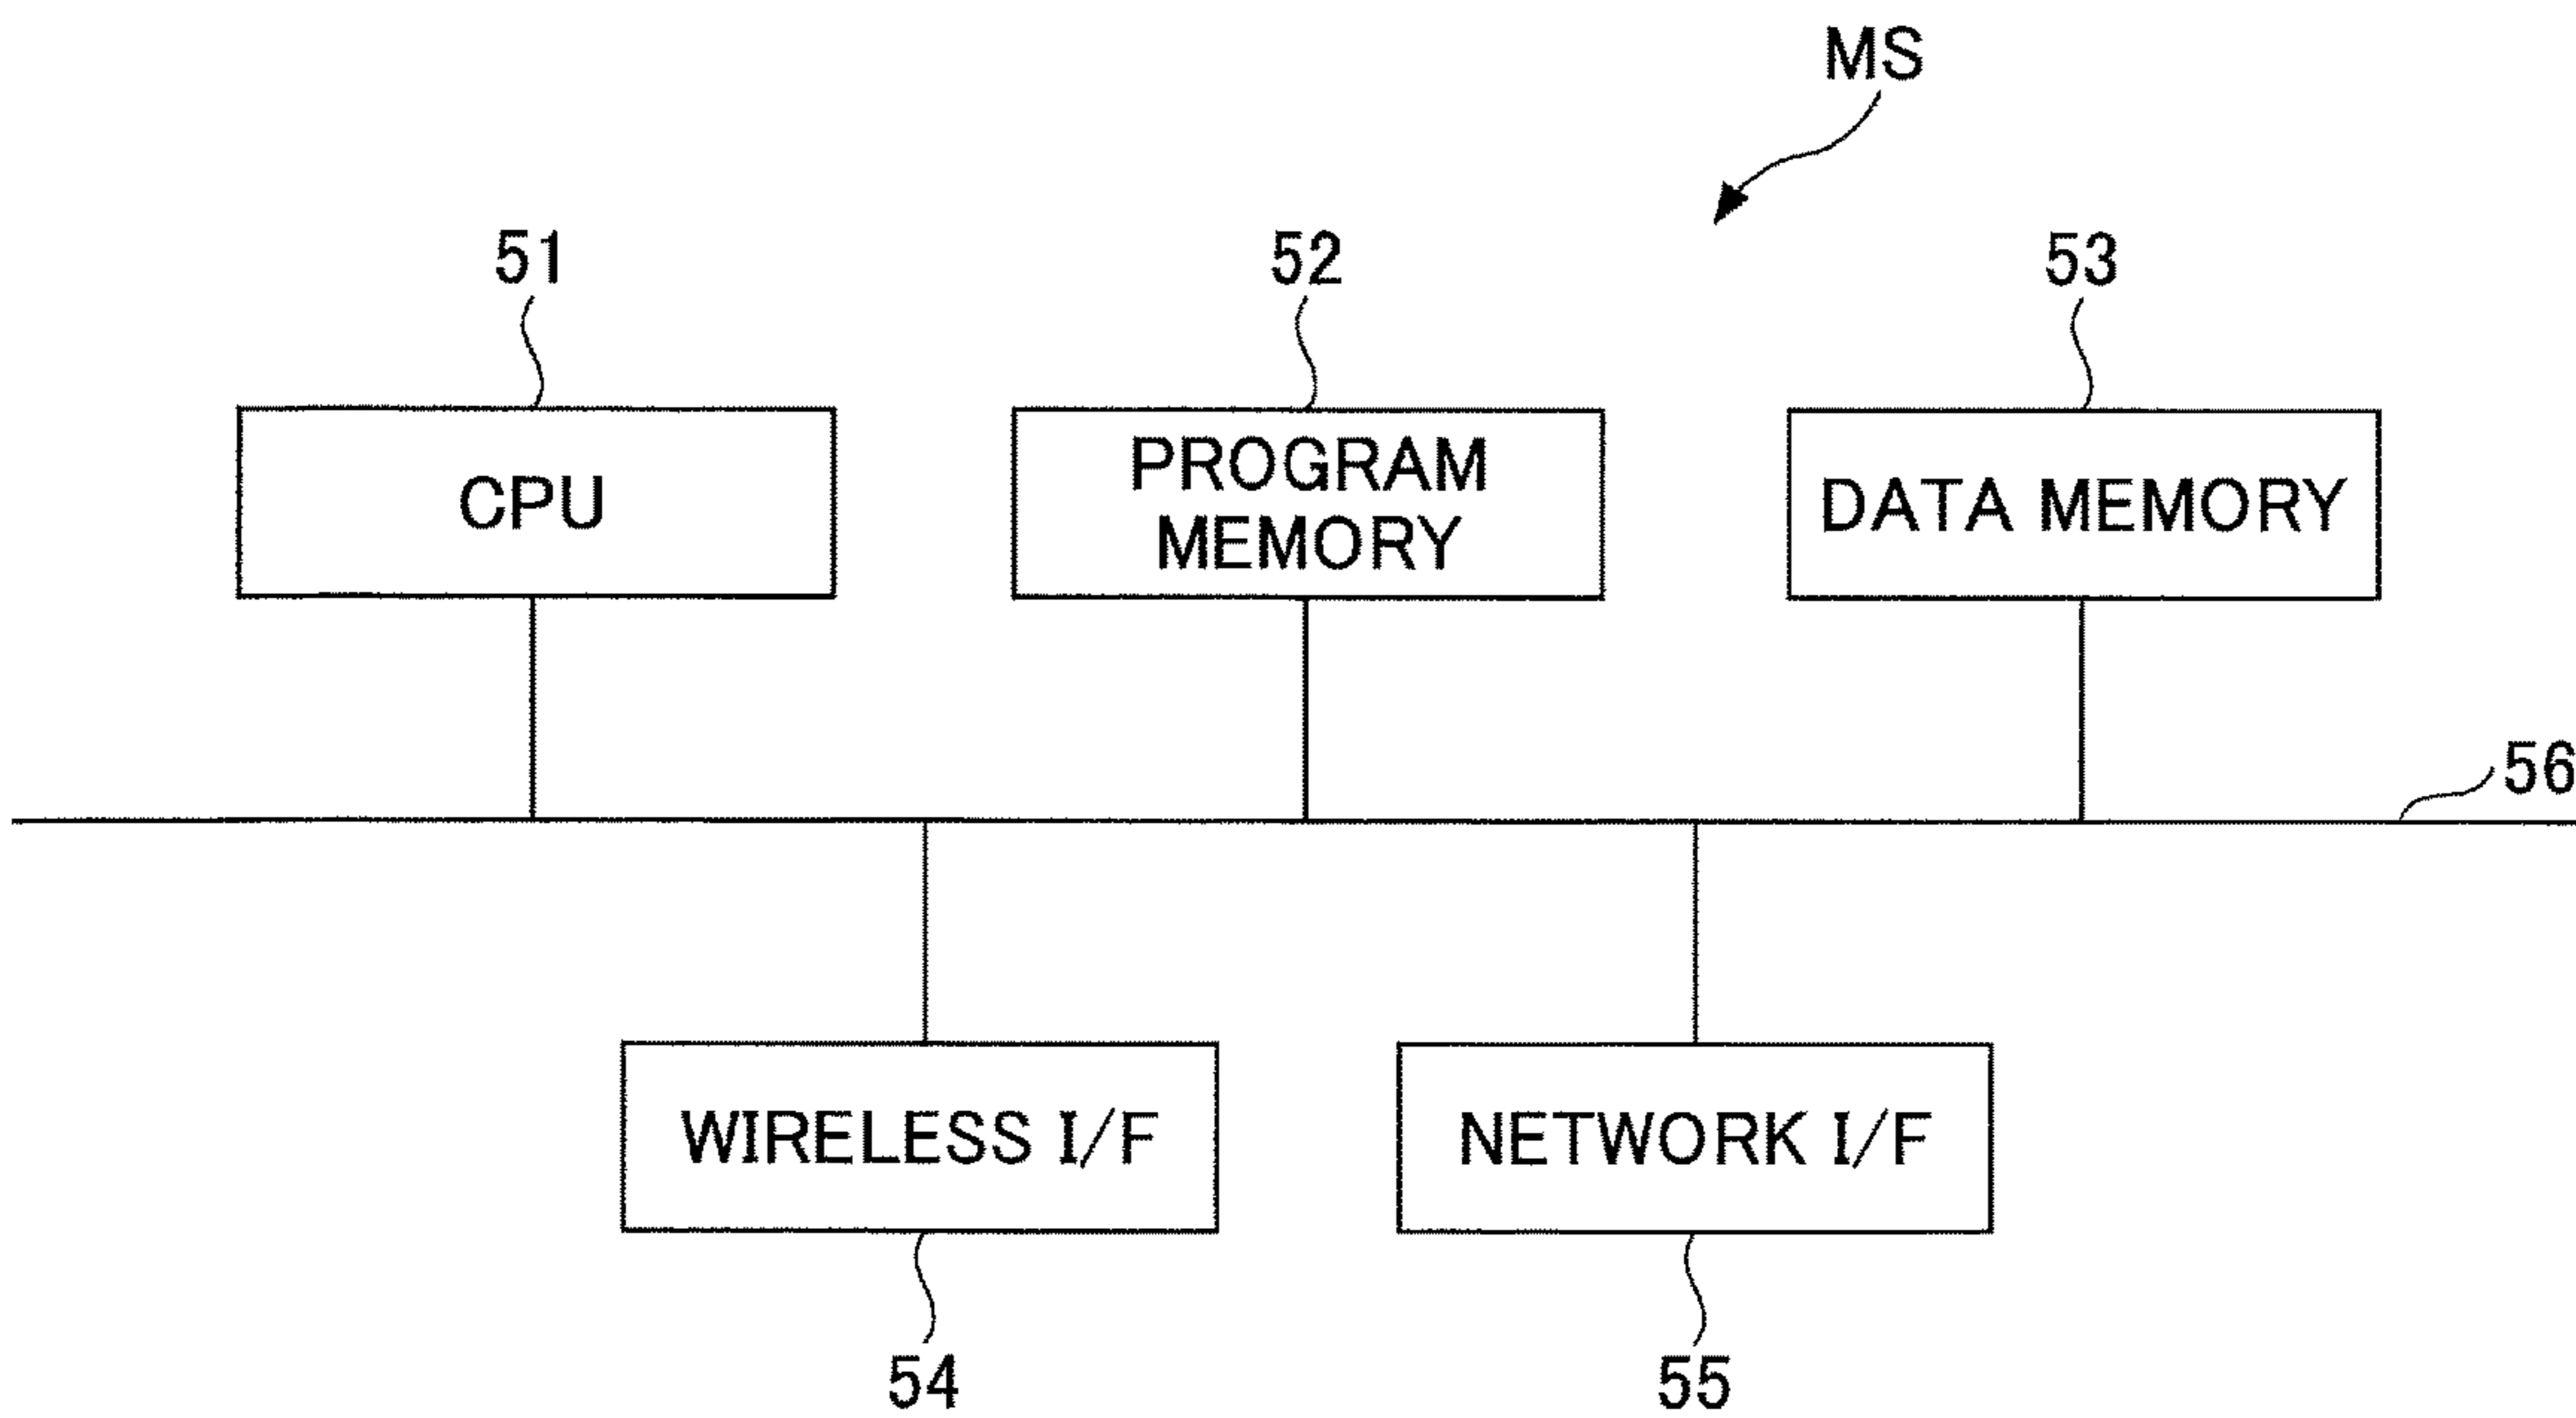 MS
51
52
53
CPU
PROGRAM
MEMORY
DATA MEMORY
56
WIRELESS I/F
NETWORK I/F
54
55